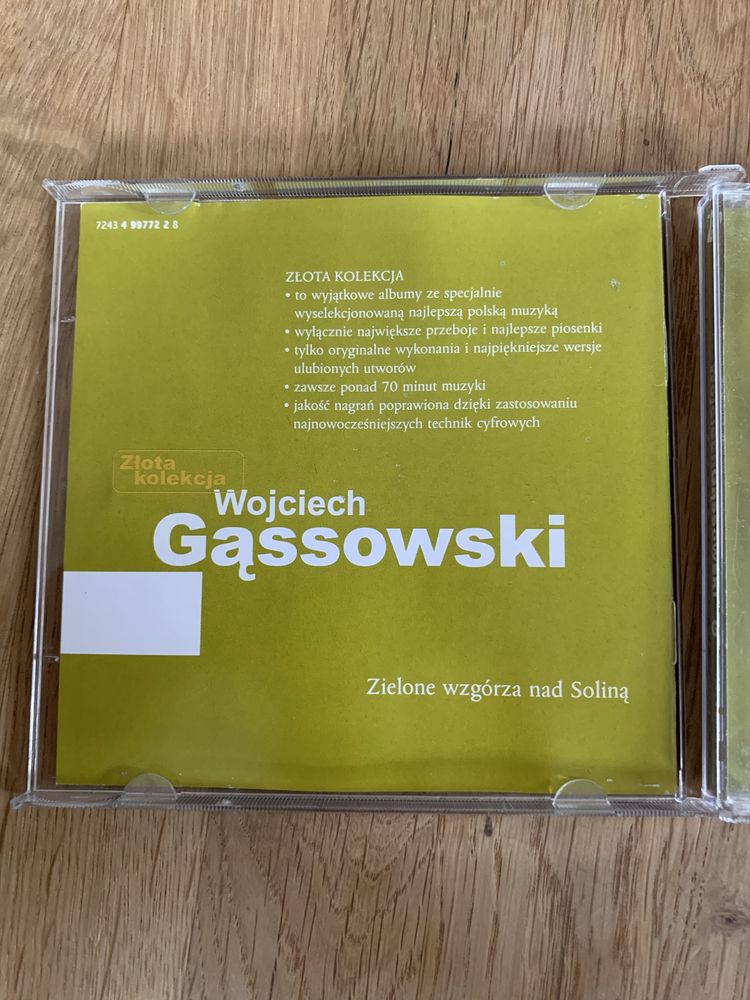 7243 4 99772 2 8
ZŁOTA KOLEKCJA
• to wyjątkowe albumy ze specjalnie
wyselekcjonowaną najlepszą polską muzyką
• wyłącznie największe przeboje i najlepsze piosenki
• tylko oryginalne wykonania i najpiękniejsze wersje
ulubionych utworów
• zawsze ponad 70 minut muzyki
• jakość nagrań poprawiona dzięki zastosowaniu
najnowocześniejszych technik cyfrowych
Złota
kolekcja
Wojciech
Gąssowski
Zielone wzgórza nad Soliną